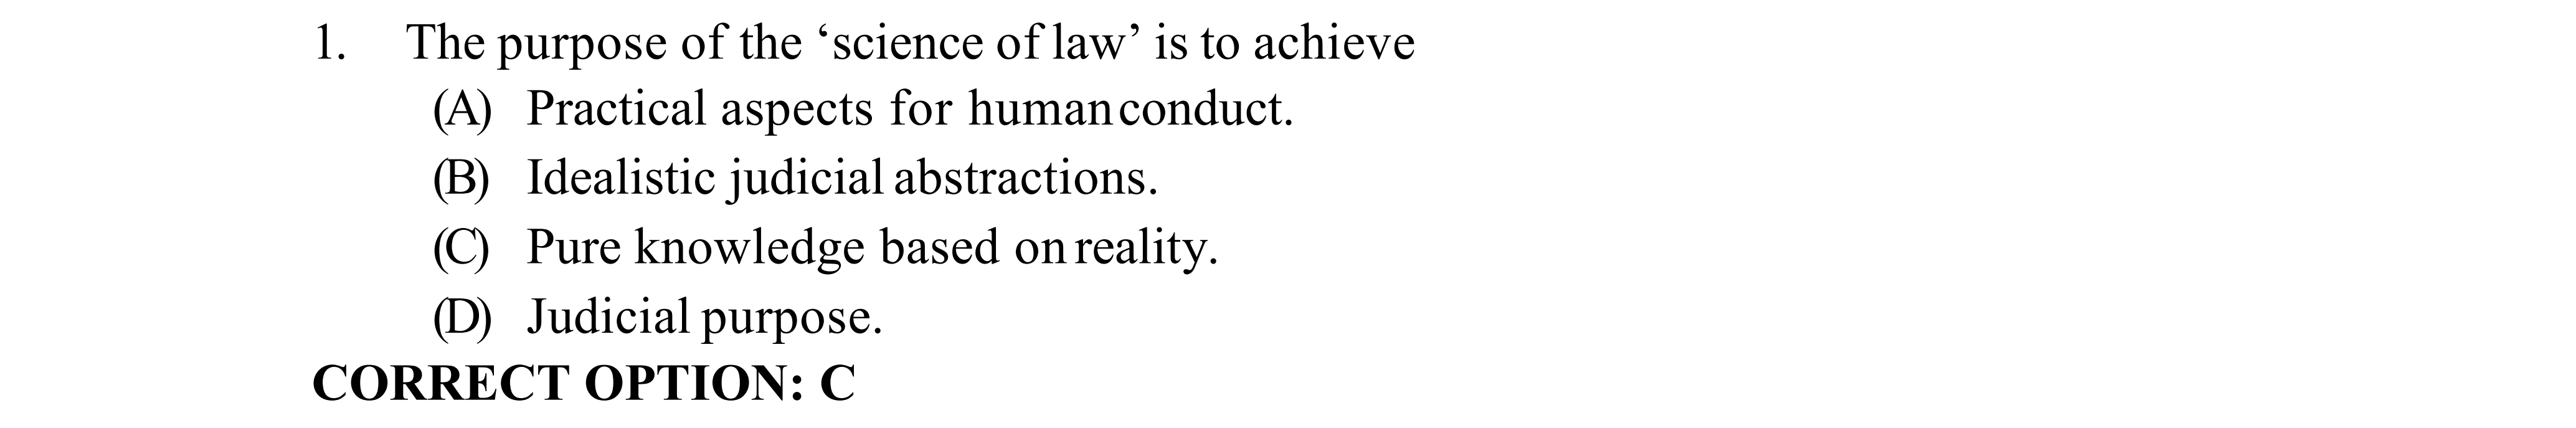 1. The purpose of the ‘science of law’ is to achieve
(A) Practical aspects for human conduct.
(B) Idealistic judicial abstractions.
(C) Pure knowledge based on reality.
(D) Judicial purpose.
CORRECT OPTION: C